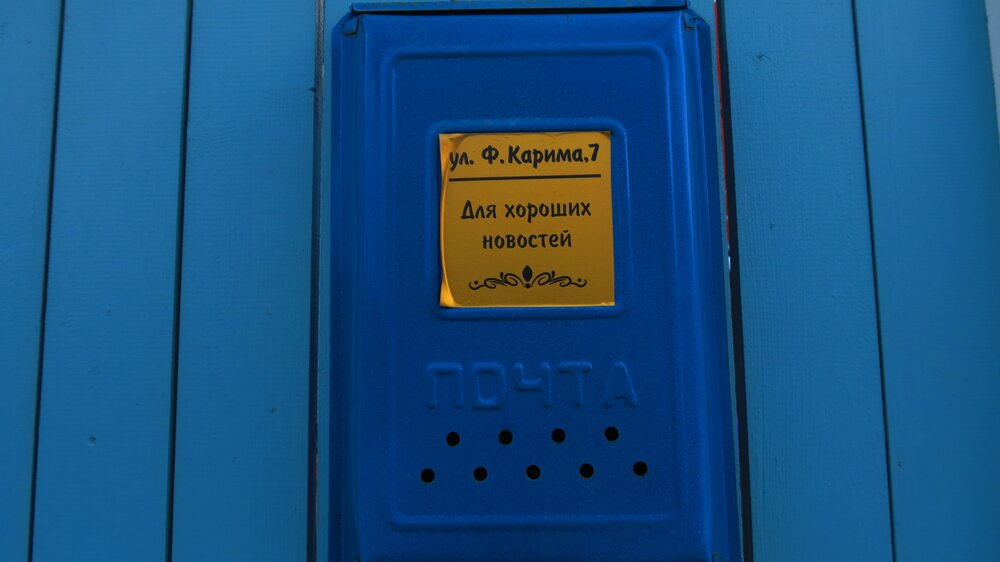 ул. Ф.Карима,7
Для хороших
новостей
ПОЧТА